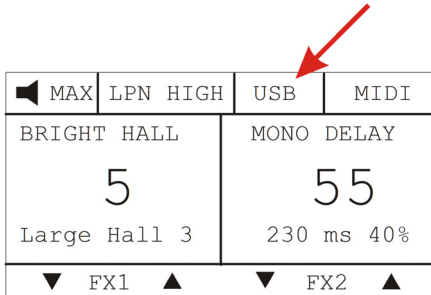 MAX LPN HIGH USB MIDI
BRIGHT HALL MONO DELAY
5 55
Large Hall 3 230 ms 40%
▼ FX1 ▲ ▼ FX2 ▲